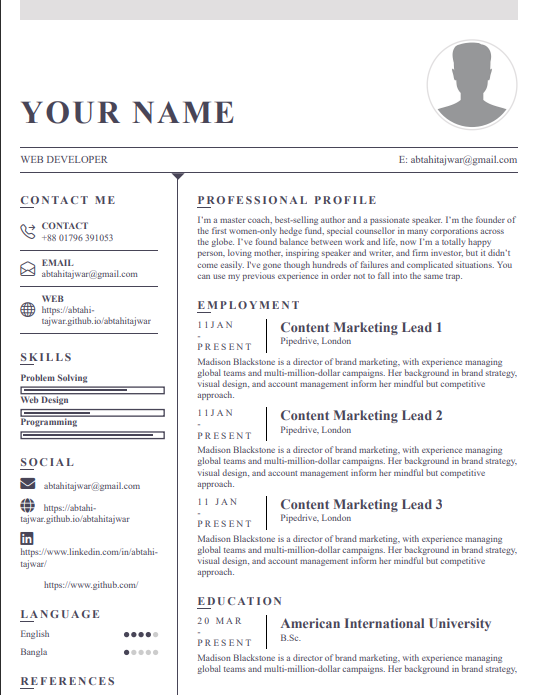 YOUR NAME
WEB DEVELOPER
E: abtahitajwar@gmail.com
CONTACT ME
CONTACT
+88 01796 391053
EMAIL
abtahitajwar@gmail.com
WEB
https://abtahi-
tajwar.github.io/abtahitajwar
SKILLS
Problem Solving
Web Design
Programming
SOCIAL
abtahitajwar@gmail.com
https://abtahi-
tajwar.github.io/abtahitajwar
https://www.linkedin.com/in/abtahi-
tajwar/
https://www.github.com/
LANGUAGE
English
Bangla
REFERENCES
PROFESSIONAL PROFILE
I'm a master coach, best-selling author and a passionate speaker. I'm the founder of
the first women-only hedge fund, special counsellor in many corporations across
the globe. I've found balance between work and life, now I'm a totally happy
person, loving mother, inspiring speaker and writer, and firm investor, but it didn't
come easily. I've gone though hundreds of failures and complicated situations. You
can use my previous experience in order not to fall into the same trap.
EMPLOYMENT
11JAN
-
PRESENT
Content Marketing Lead 1
Pipedrive, London
Madison Blackstone is a director of brand marketing, with experience managing
global teams and multi-million-dollar campaigns. Her background in brand strategy,
visual design, and account management inform her mindful but competitive
approach.
11JAN
-
PRESENT
Content Marketing Lead 2
Pipedrive, London
Madison Blackstone is a director of brand marketing, with experience managing
global teams and multi-million-dollar campaigns. Her background in brand strategy,
visual design, and account management inform her mindful but competitive
approach.
11 JAN
-
PRESENT
Content Marketing Lead 3
Pipedrive, London
Madison Blackstone is a director of brand marketing, with experience managing
global teams and multi-million-dollar campaigns. Her background in brand strategy,
visual design, and account management inform her mindful but competitive
approach.
EDUCATION
20 MAR
-
PRESENT
American International University
B.Sc.
Madison Blackstone is a director of brand marketing, with experience managing
global teams and multi-million-dollar campaigns. Her background in brand strategy,